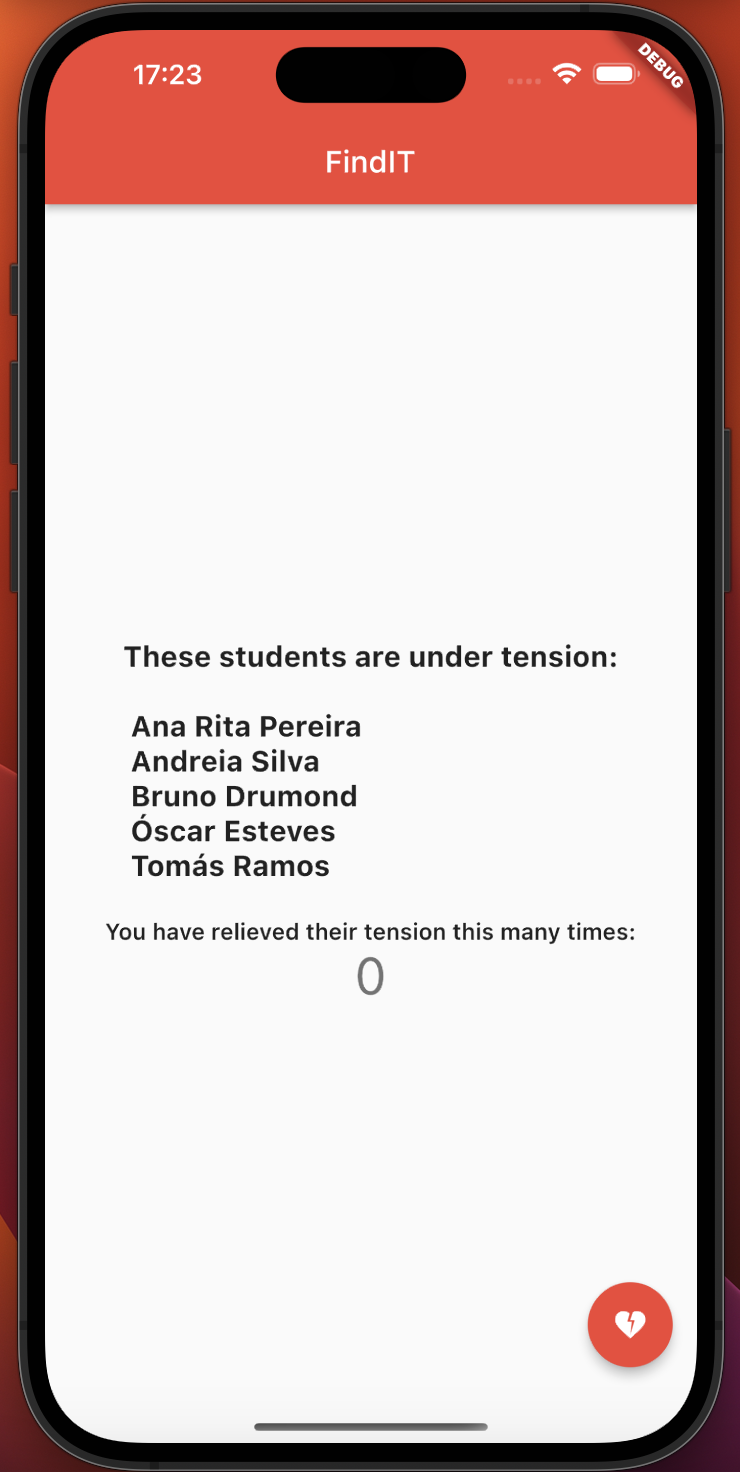 17:23
DEBUG
FindIT
These students are under tension:
Ana Rita Pereira
Andreia Silva
Bruno Drumond
Óscar Esteves
Tomás Ramos
You have relieved their tension this many times:
0